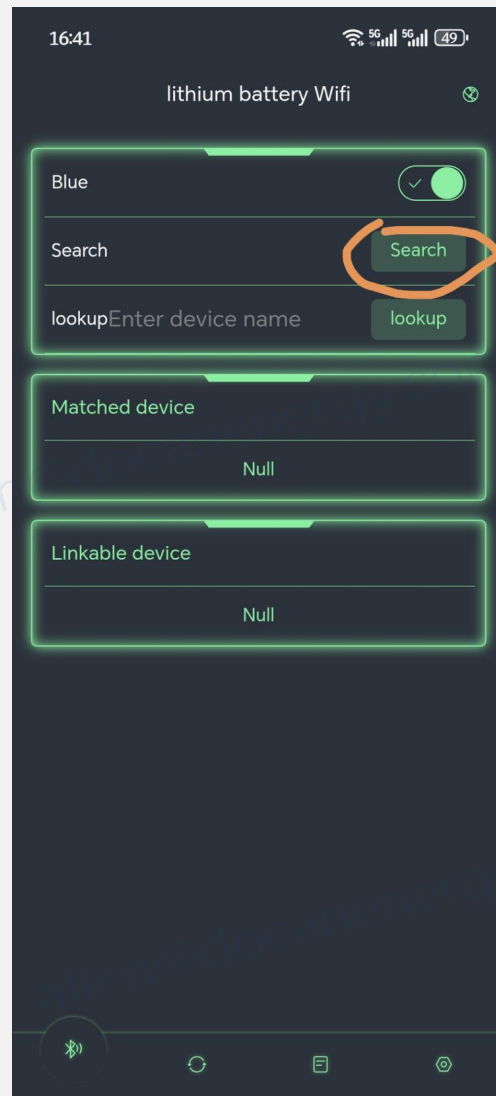 16:41 5G 5G 49
lithium battery Wifi
Blue
Search Search
lookup Enter device name lookup
Matched device
Null
Linkable device
Null